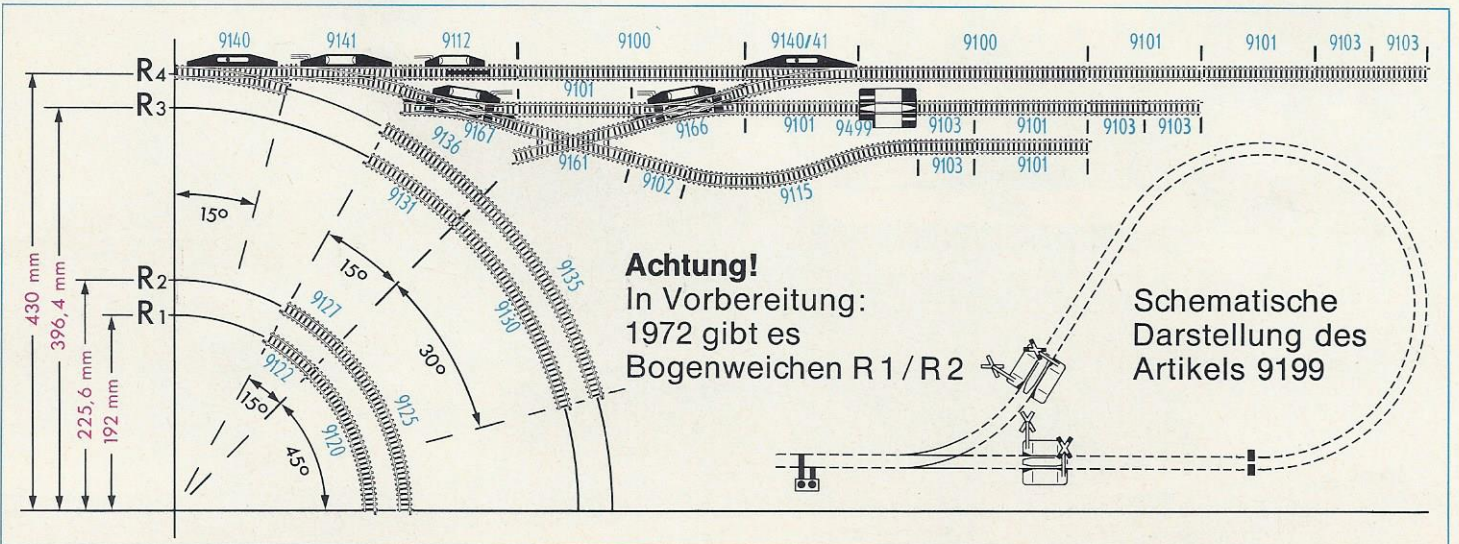 9140 9141 9112 9100 9140/41 9100 9101 9101 9103 9103
R4
9101
R3
9136 9161 9166 9101 9499 9103 9101 9103 9103
9161 9102 9115 9103 9101
9131
15°
15°
9135
9130
30°
R2
R1
9127
9122
15°
9125
9120
45°
430 mm
396,4 mm
225,6 mm
192 mm
Achtung!
In Vorbereitung:
1972 gibt es
Bogenweichen R1/R2
Schematische
Darstellung des
Artikels 9199